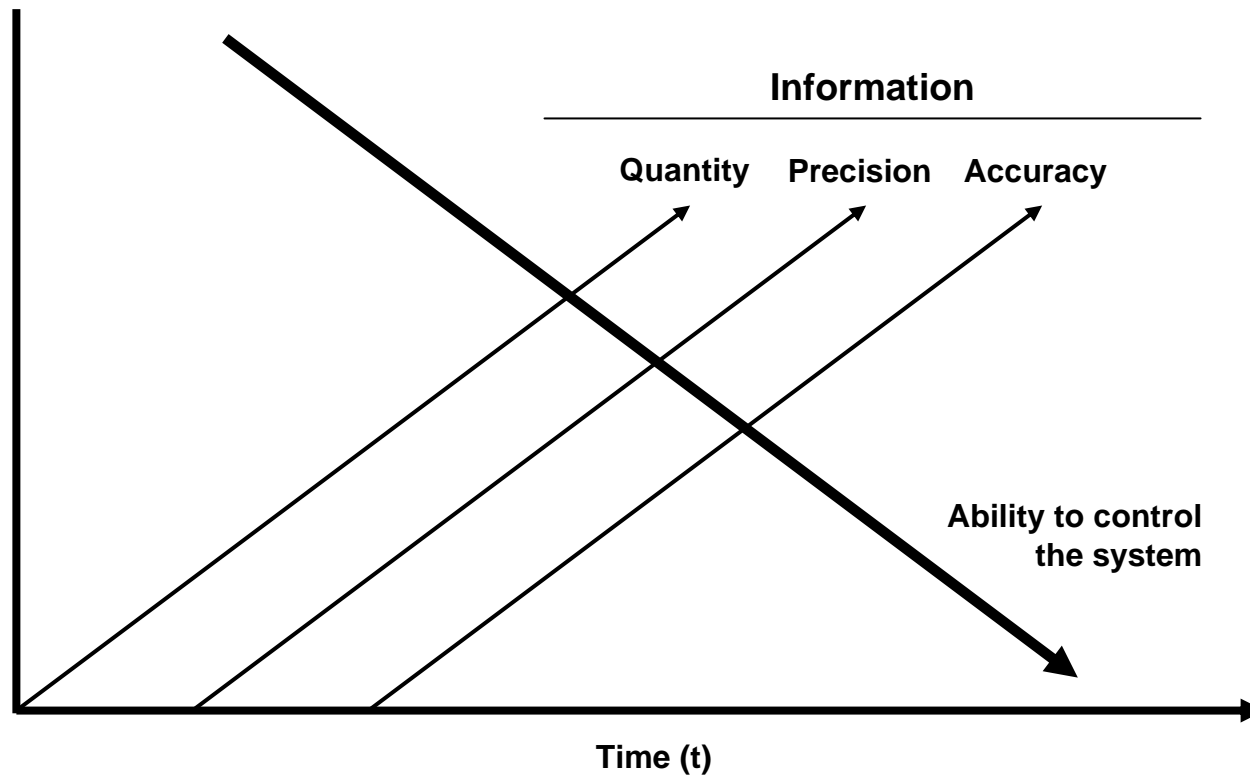 Information
Quantity Precision Accuracy
Ability to control
the system
Time (t)